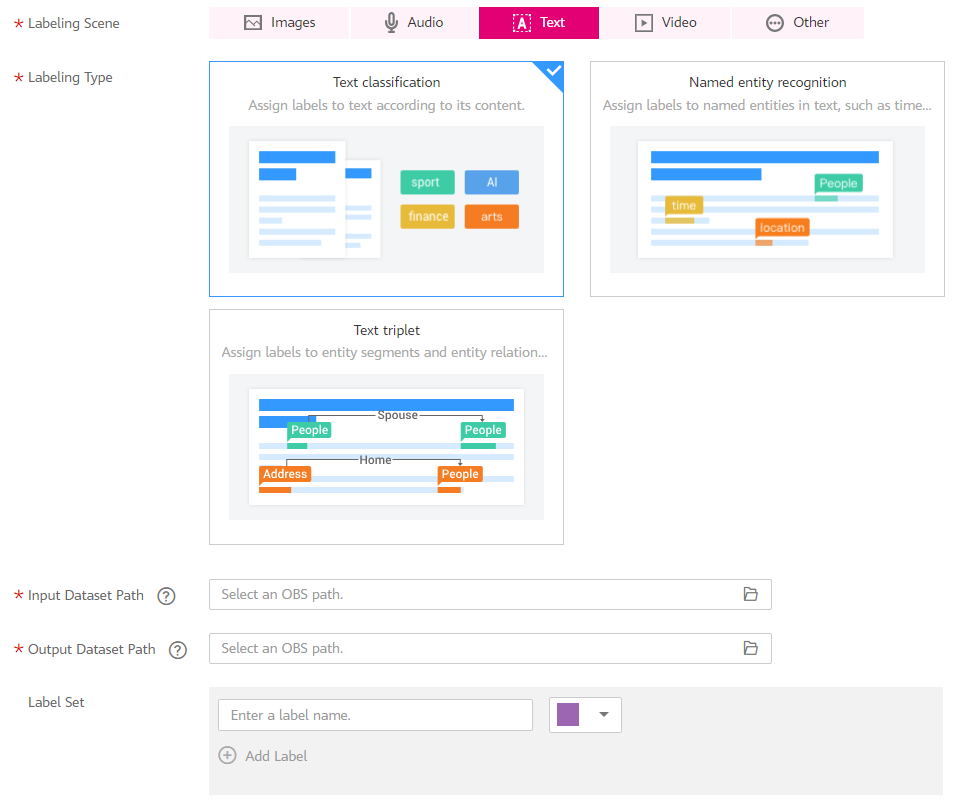 * Labeling Scene
Images
Audio
Text
Video
Other
* Labeling Type
Text classification
Assign labels to text according to its content.
sport
AI
finance
arts
Named entity recognition
Assign labels to named entities in text, such as time...
People
time
location
Text triplet
Assign labels to entity segments and entity relation...
Spouse
People
People
Home
Address
People
* Input Dataset Path ?
Select an OBS path.
* Output Dataset Path ?
Select an OBS path.
Label Set
Enter a label name.
Add Label